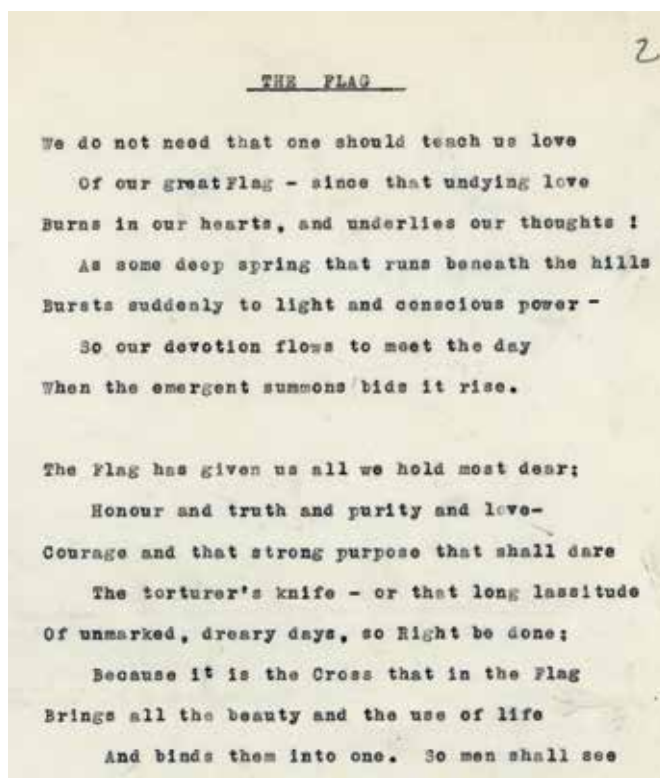 2
THE FLAG
We do not need that one should teach us love
Of our great Flag - since that undying love
Burns in our hearts, and underlies our thoughts !
As some deep spring that runs beneath the hills
Bursts suddenly to light and conscious power -
So our devotion flows to meet the day
When the emergent summons bids it rise.
The Flag has given us all we hold most dear;
Honour and truth and purity and love-
Courage and that strong purpose that shall dare
The torturer's knife - or that long lassitude
Of unmarked, dreary days, so Right be done;
Because it is the Cross that in the Flag
Brings all the beauty and the use of life
And binds them into one. So men shall see